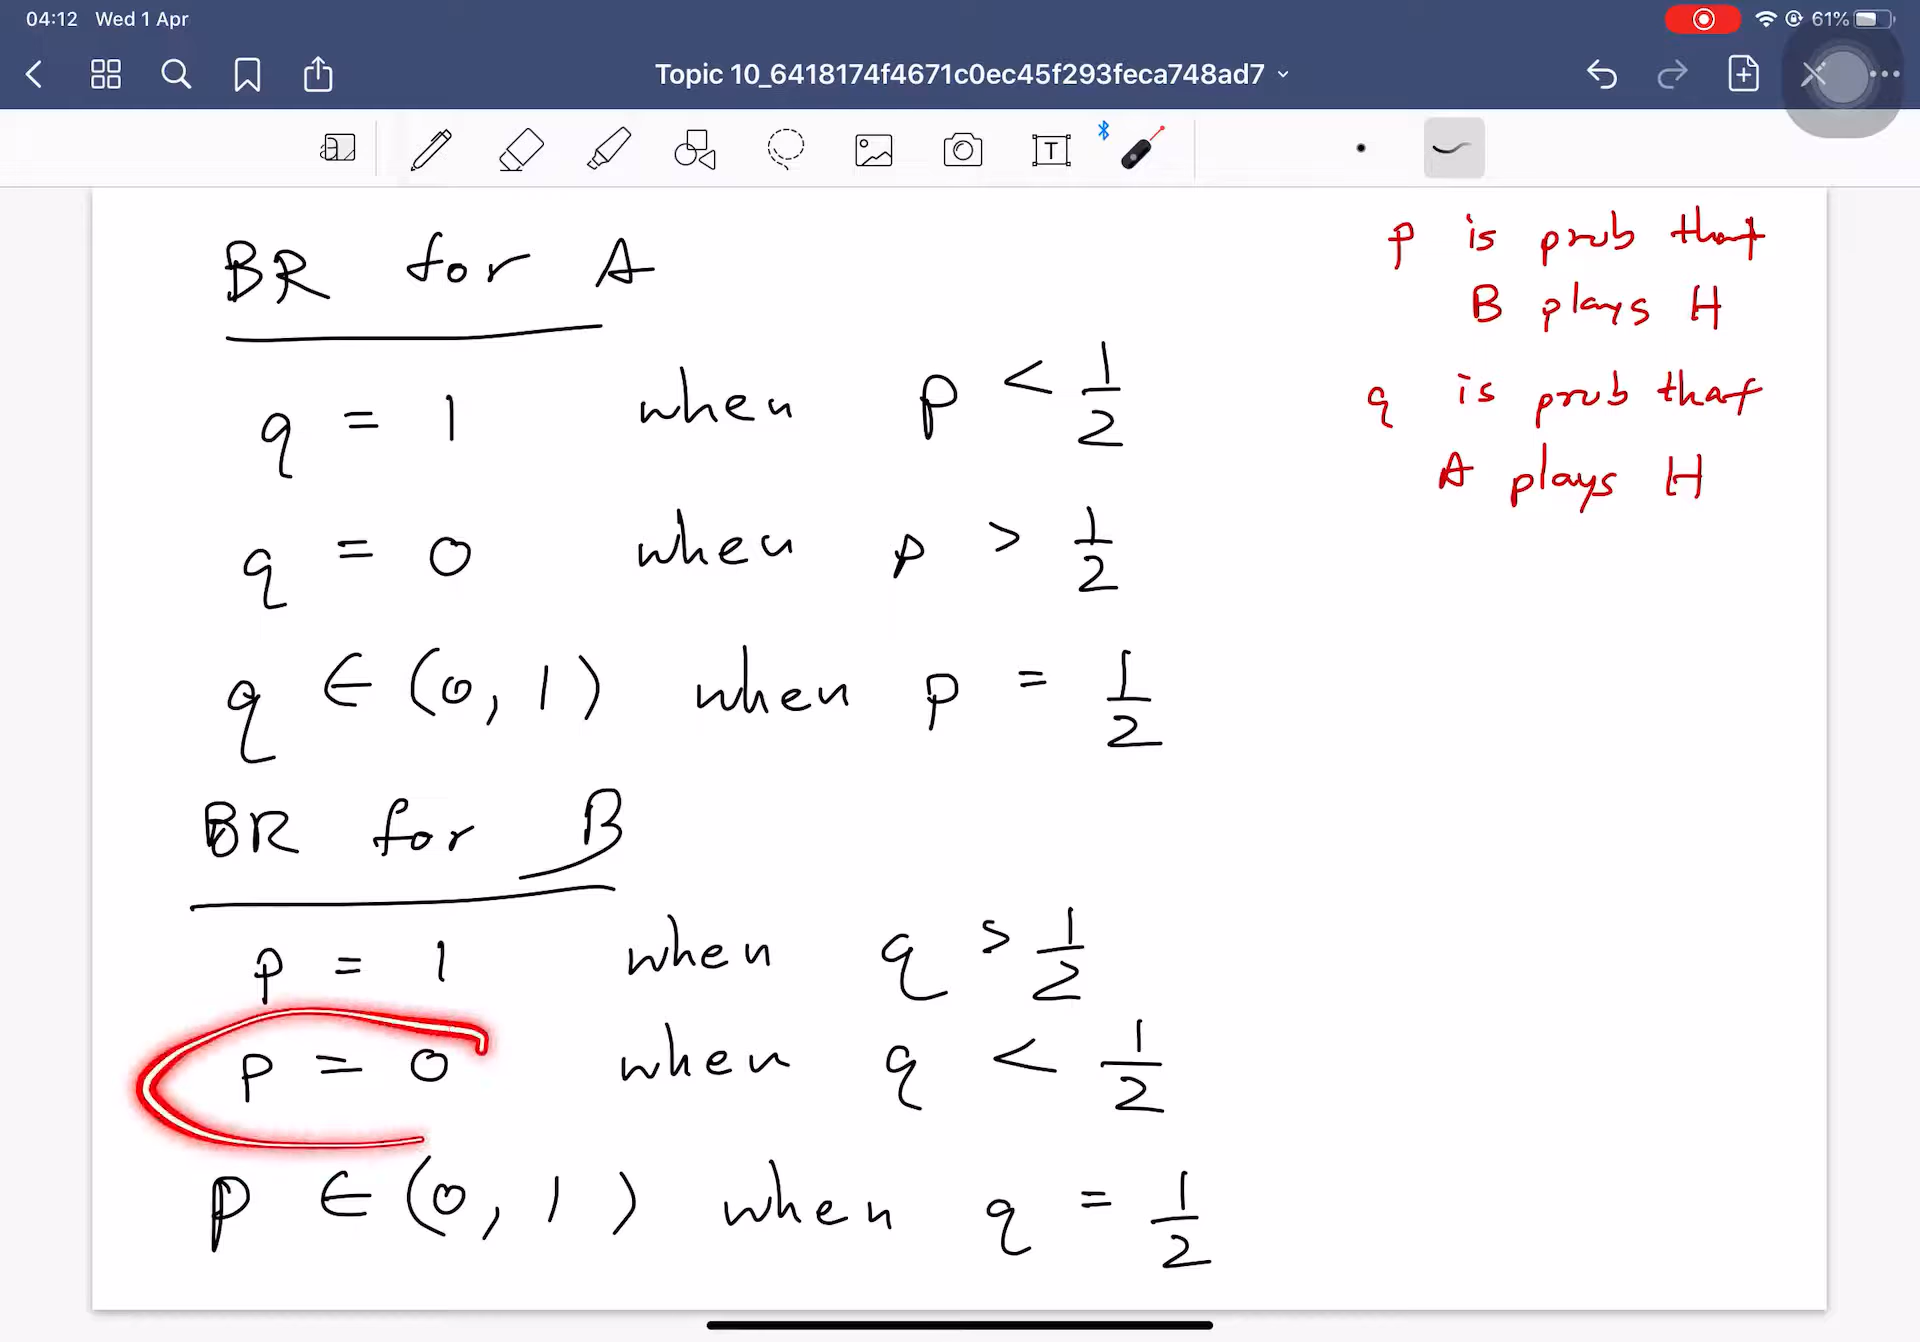 04:12 Wed 1 Apr
61%
Topic 10_6418174f4671c0ec45f293feca748ad7
BR for A
q = 1 when p < 1/2
q = 0 when p > 1/2
q ∈ (0, 1) when p = 1/2
BR for B
p = 1 when q > 1/2
p = 0 when q < 1/2
p ∈ (0, 1) when q = 1/2
p is prob that
B plays H
q is prob that
A plays H